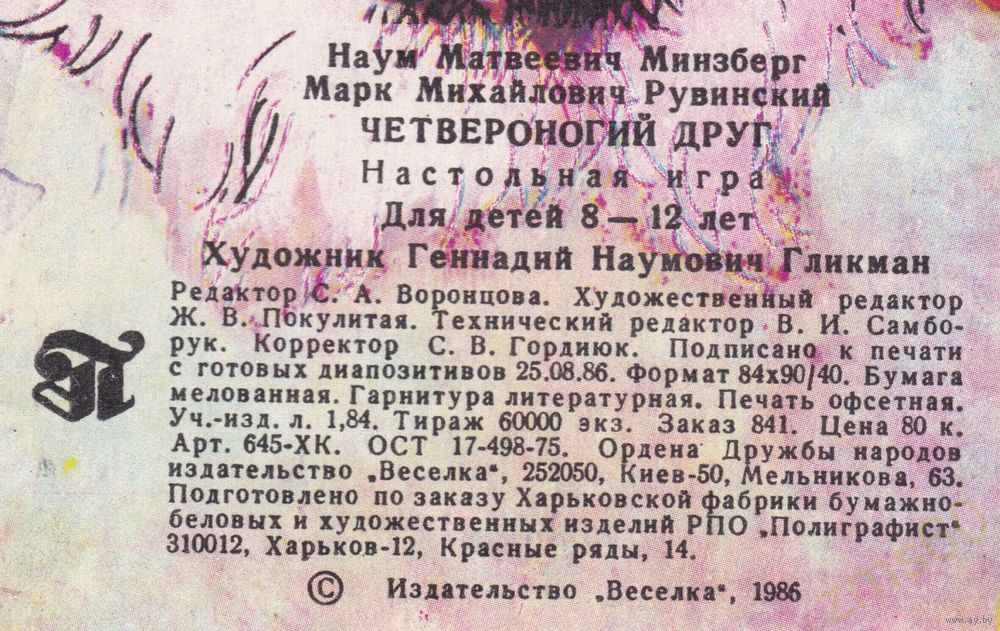 Наум Матвеевич Минзберг
Марк Михайлович Рувинский
ЧЕТВЕРОНОГИЙ ДРУГ
Настольная игра
Для детей 8 — 12 лет
Художник Геннадий Наумович Гликман
Редактор С. А. Воронцова. Художественный редактор
Ж. В. Покулитая. Технический редактор В. И. Самбо-
рук. Корректор С. В. Гордиюк. Подписано к печати
с готовых диапозитивов 25.08.86. Формат 84х90/40. Бумага
мелованная. Гарнитура литературная. Печать офсетная.
Уч.-изд. л. 1,84. Тираж 60000 экз. Заказ 841. Цена 80 к.
Арт. 645-ХК. ОСТ 17-498-75. Ордена Дружбы народов
издательство „Веселка“, 252050, Киев-50, Мельникова, 63.
Подготовлено по заказу Харьковской фабрики бумажно-
беловых и художественных изделий РПО „Полиграфист“
310012, Харьков-12, Красные ряды, 14.
© Издательство „Веселка“, 1986
www.ay.by